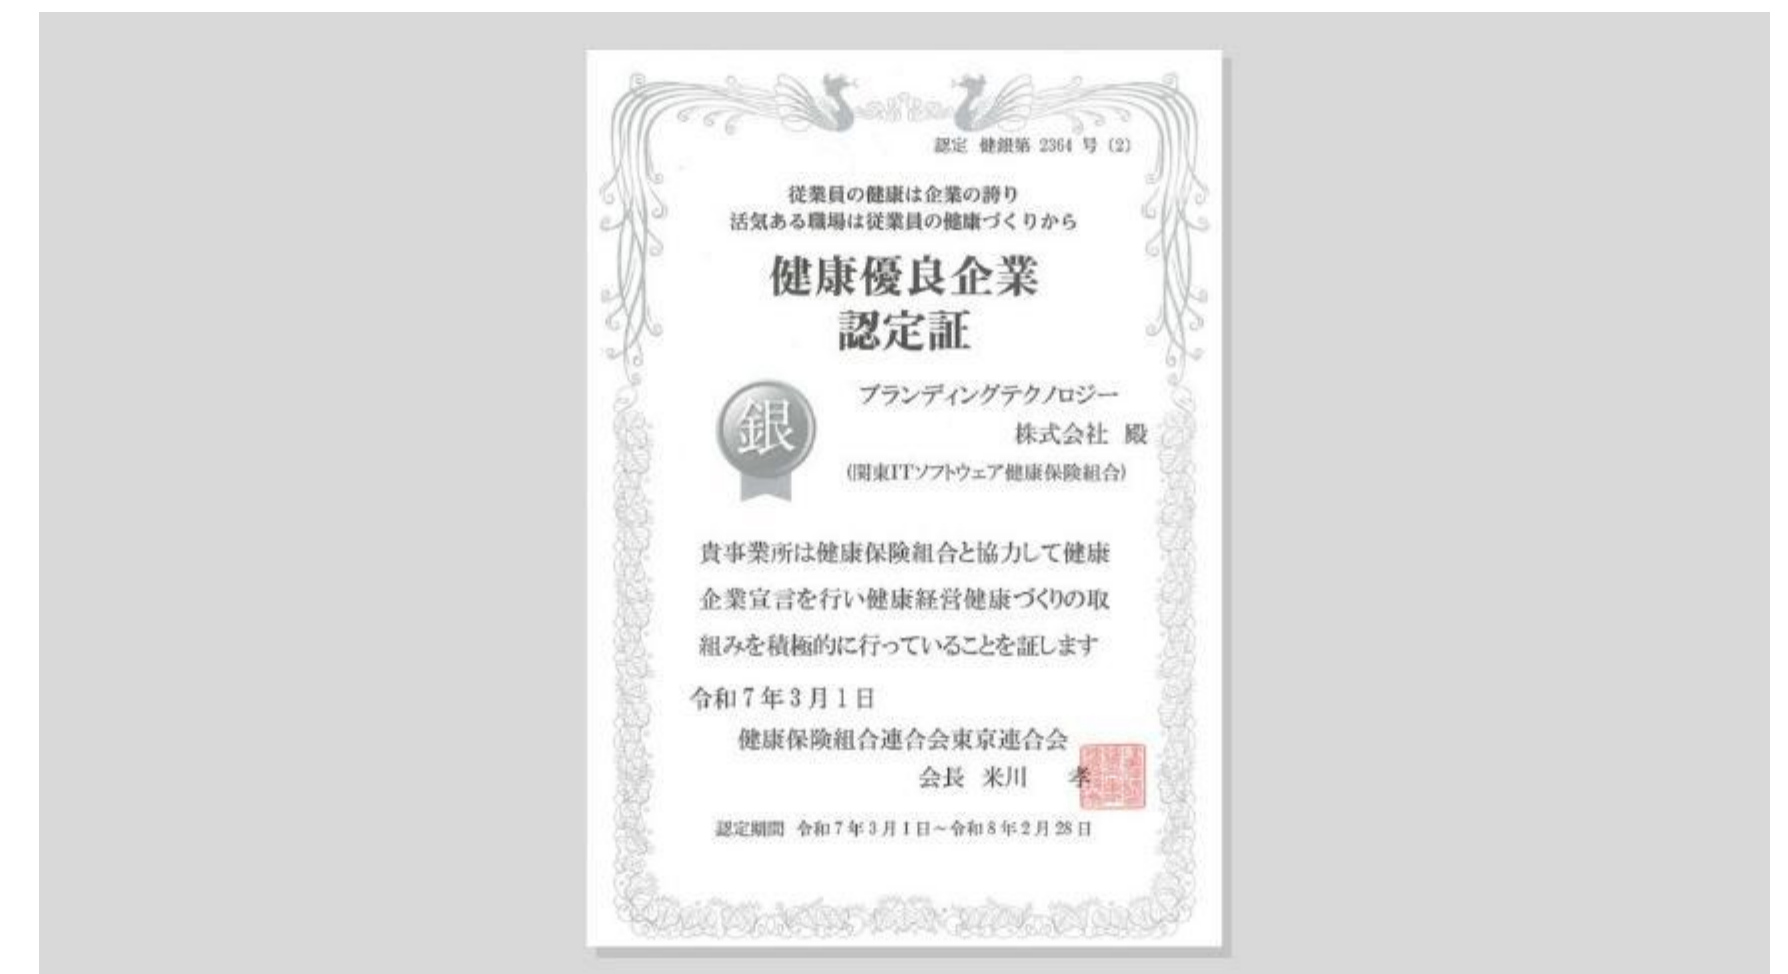 認定 健銀第 2364 号 (2)
従業員の健康は企業の誇り
活気ある職場は従業員の健康づくりから
健康優良企業
認定証
銀
ブランディングテクノロジー
株式会社 殿
(関東ITソフトウェア健康保険組合)
貴事業所は健康保険組合と協力して健康
企業宣言を行い健康経営健康づくりの取
組みを積極的に行っていることを証します
令和7年3月1日
健康保険組合連合会東京連合会
会長 米川 孝
認定期間 令和7年3月1日～令和8年2月28日